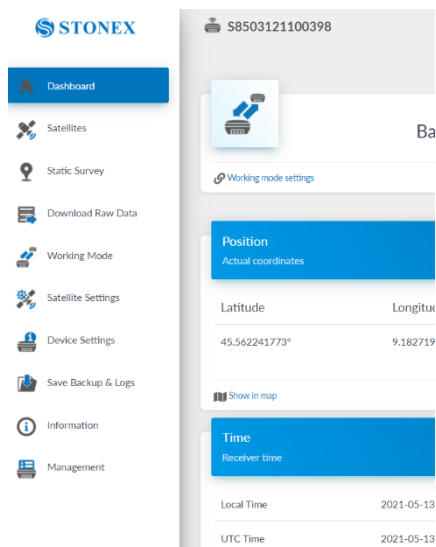 STONEX
S8503121100398
Dashboard
Satellites
Static Survey
Download Raw Data
Working Mode
Satellite Settings
Device Settings
Save Backup & Logs
Information
Management
Ba
Working mode settings
Position
Actual coordinates
Latitude Longitud
45.562241773° 9.182719
Show in map
Time
Receiver time
Local Time 2021-05-13
UTC Time 2021-05-13